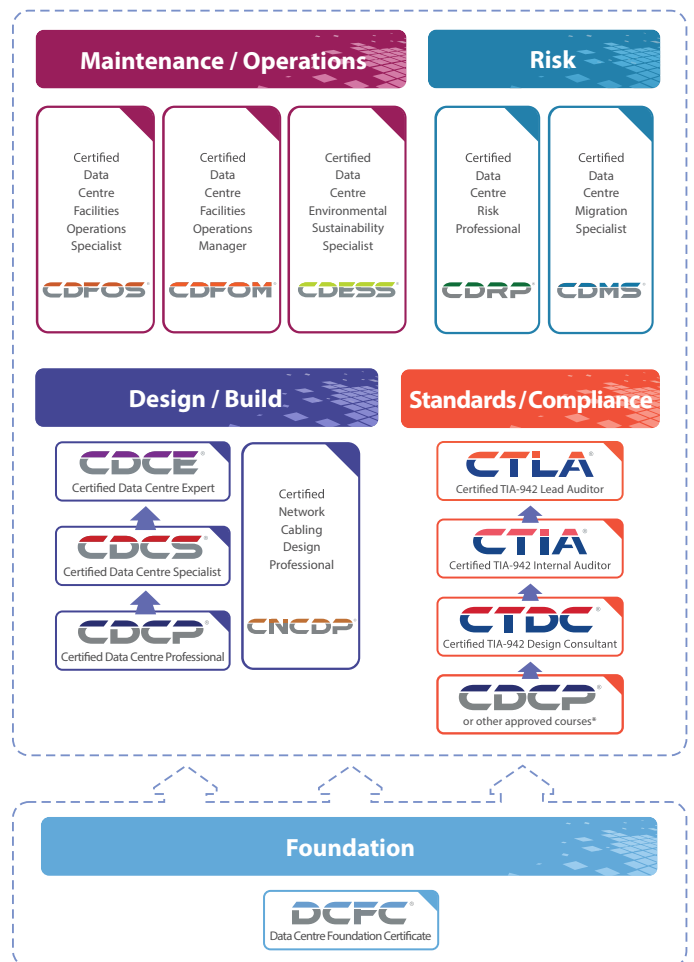 Maintenance / Operations
Certified
Data
Centre
Facilities
Operations
Specialist
CDFOS®
Certified
Data
Centre
Facilities
Operations
Manager
CDFOM®
Certified
Data
Centre
Environmental
Sustainability
Specialist
CDESS®
Risk
Certified
Data
Centre
Risk
Professional
CDRP®
Certified
Data
Centre
Migration
Specialist
CDMS®
Design / Build
CDCE®
Certified Data Centre Expert
CDCS®
Certified Data Centre Specialist
CDCP®
Certified Data Centre Professional
Certified
Network
Cabling
Design
Professional
CNCDP®
Standards / Compliance
CTLA®
Certified TIA-942 Lead Auditor
CTIA®
Certified TIA-942 Internal Auditor
CTDC®
Certified TIA-942 Design Consultant
CDCP®
or other approved courses*
Foundation
DCFC®
Data Centre Foundation Certificate